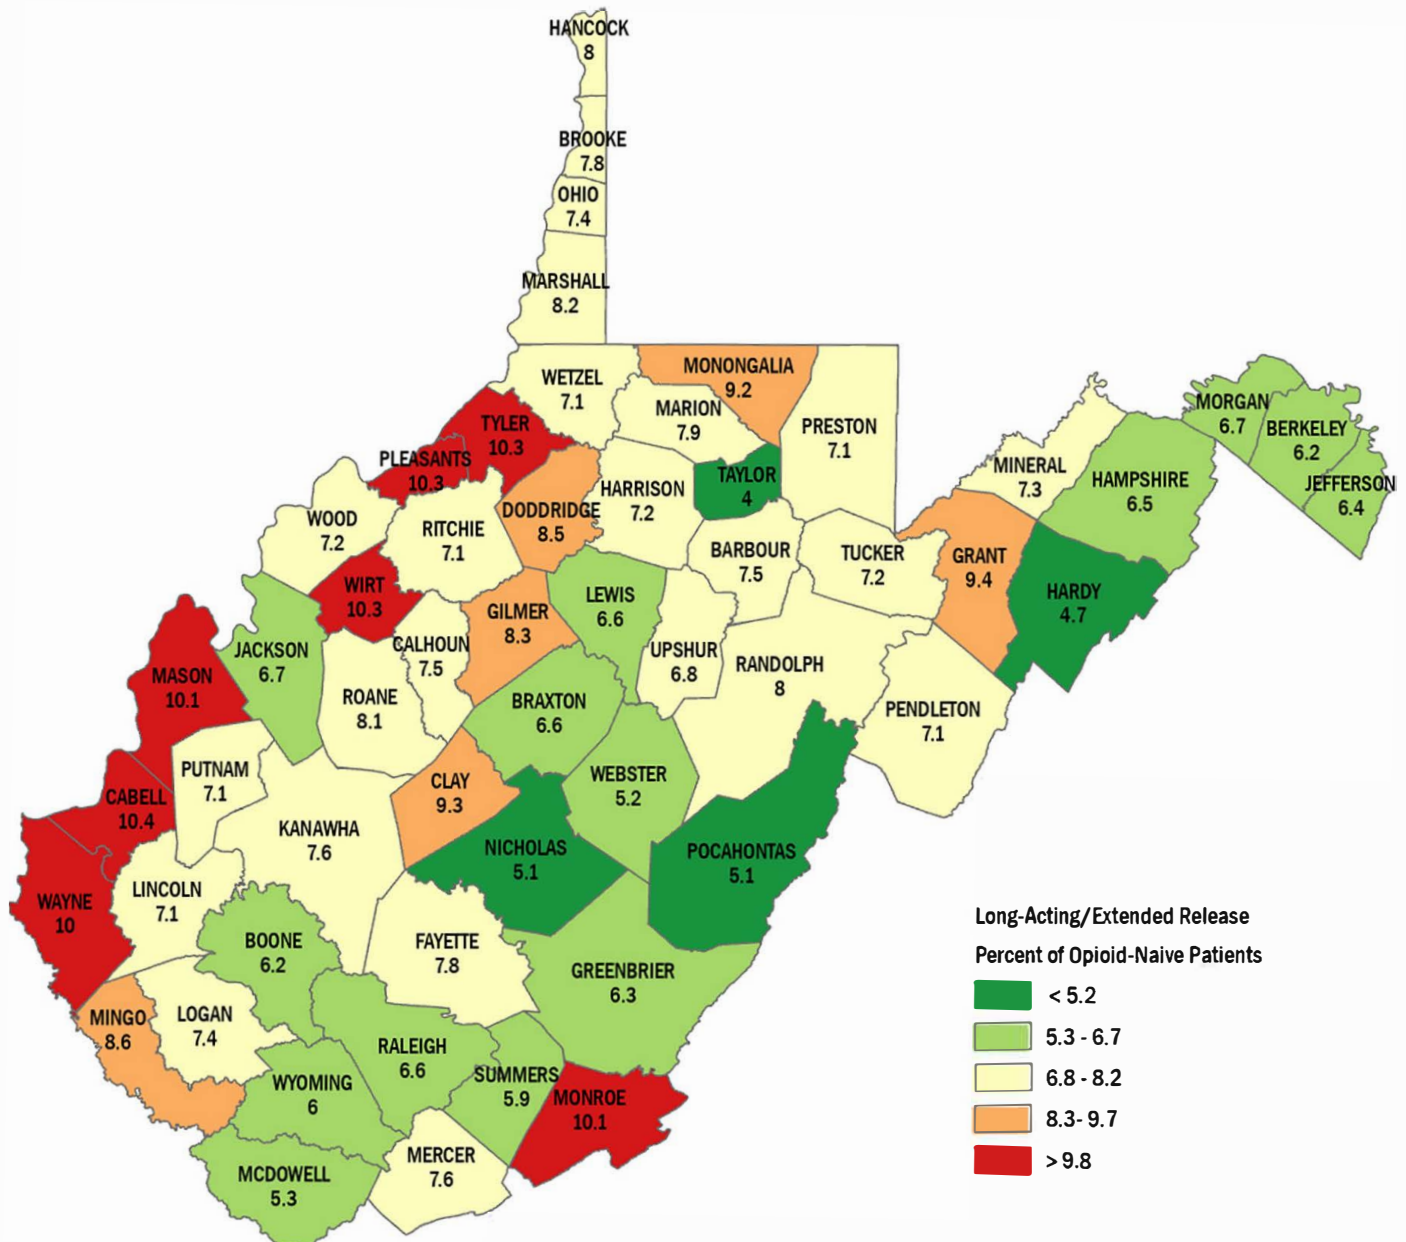 HANCOCK
8
BROOKE
7.8
OHIO
7.4
MARSHALL
8.2
WETZEL
7.1
MONONGALIA
9.2
MARION
7.9
PRESTON
7.1
TYLER
10.3
PLEASANTS
10.3
TAYLOR
4
HARRISON
7.2
DODDRIDGE
8.5
RITCHIE
7.1
WOOD
7.2
WIRT
10.3
MINERAL
7.3
HAMPSHIRE
6.5
MORGAN
6.7
BERKELEY
6.2
JEFFERSON
6.4
GRANT
9.4
HARDY
4.7
TUCKER
7.2
BARBOUR
7.5
LEWIS
6.6
GILMER
8.3
CALHOUN
7.5
JACKSON
6.7
MASON
10.1
ROANE
8.1
UPSHUR
6.8
RANDOLPH
8
PENDLETON
7.1
BRAXTON
6.6
WEBSTER
5.2
CLAY
9.3
PUTNAM
7.1
CABELL
10.4
KANAWHA
7.6
NICHOLAS
5.1
POCAHONTAS
5.1
WAYNE
10
LINCOLN
7.1
BOONE
6.2
FAYETTE
7.8
GREENBRIER
6.3
MINGO
8.6
LOGAN
7.4
RALEIGH
6.6
WYOMING
6
SUMMERS
5.9
MONROE
10.1
MERCER
7.6
MCDOWELL
5.3
Long-Acting/Extended Release
Percent of Opioid-Naive Patients
< 5.2
5.3 - 6.7
6.8 - 8.2
8.3- 9.7
> 9.8